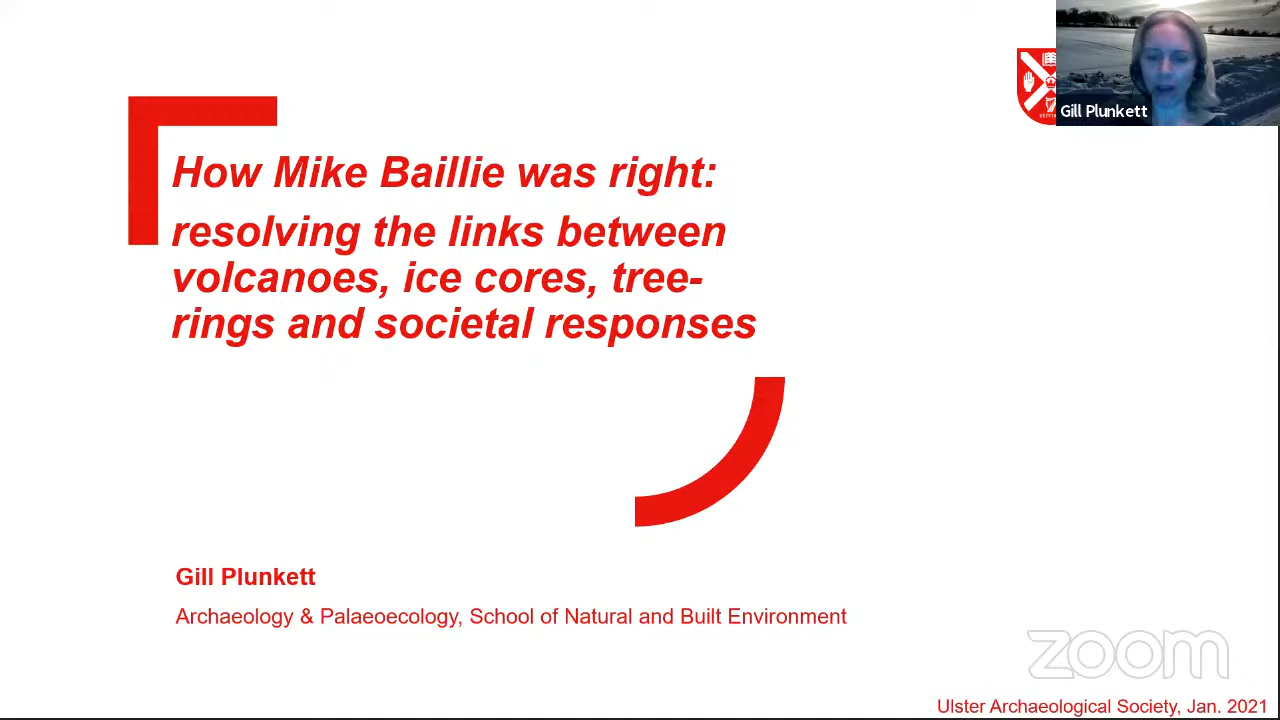 Gill Plunkett
How Mike Baillie was right:
resolving the links between
volcanoes, ice cores, tree-
rings and societal responses
Gill Plunkett
Archaeology & Palaeoecology, School of Natural and Built Environment
zoom
Ulster Archaeological Society, Jan. 2021